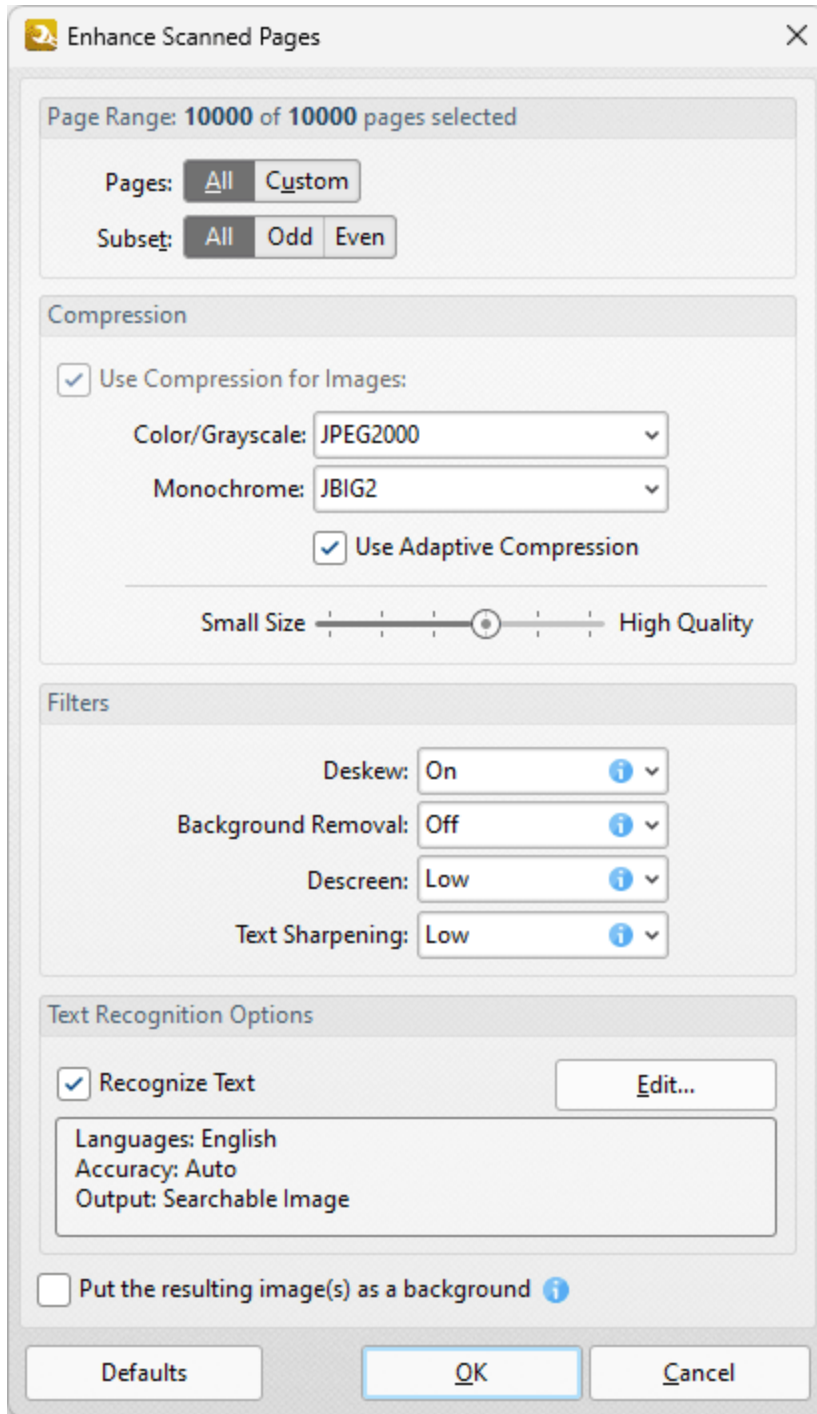 Enhance Scanned Pages
Page Range: 10000 of 10000 pages selected
Pages: All Custom
Subset: All Odd Even
Compression
Use Compression for Images:
Color/Grayscale: JPEG2000
Monochrome: JBIG2
Use Adaptive Compression
Small Size High Quality
Filters
Deskew: On
Background Removal: Off
Descreen: Low
Text Sharpening: Low
Text Recognition Options
Recognize Text Edit...
Languages: English
Accuracy: Auto
Output: Searchable Image
Put the resulting image(s) as a background
Defaults OK Cancel